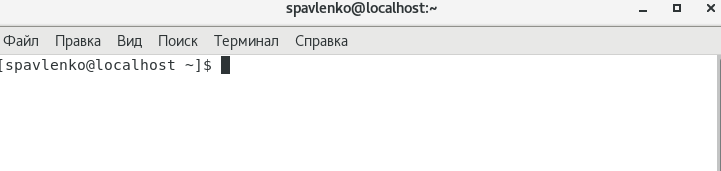 spavlenko@localhost:~
Файл Правка Вид Поиск Терминал Справка
[spavlenko@localhost ~]$